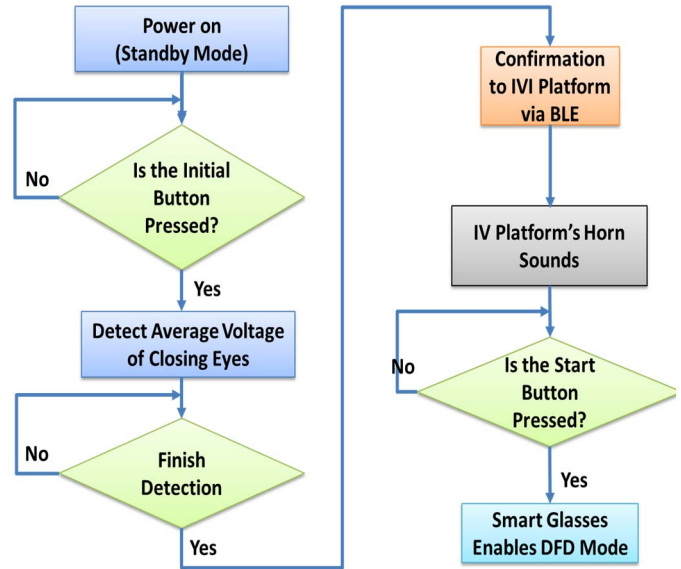 Power on
(Standby Mode)
No
Is the Initial
Button
Pressed?
Yes
Detect Average Voltage
of Closing Eyes
No
Finish
Detection
Yes
Confirmation
to IVI Platform
via BLE
IV Platform's Horn
Sounds
No
Is the Start
Button
Pressed?
Yes
Smart Glasses
Enables DFD Mode